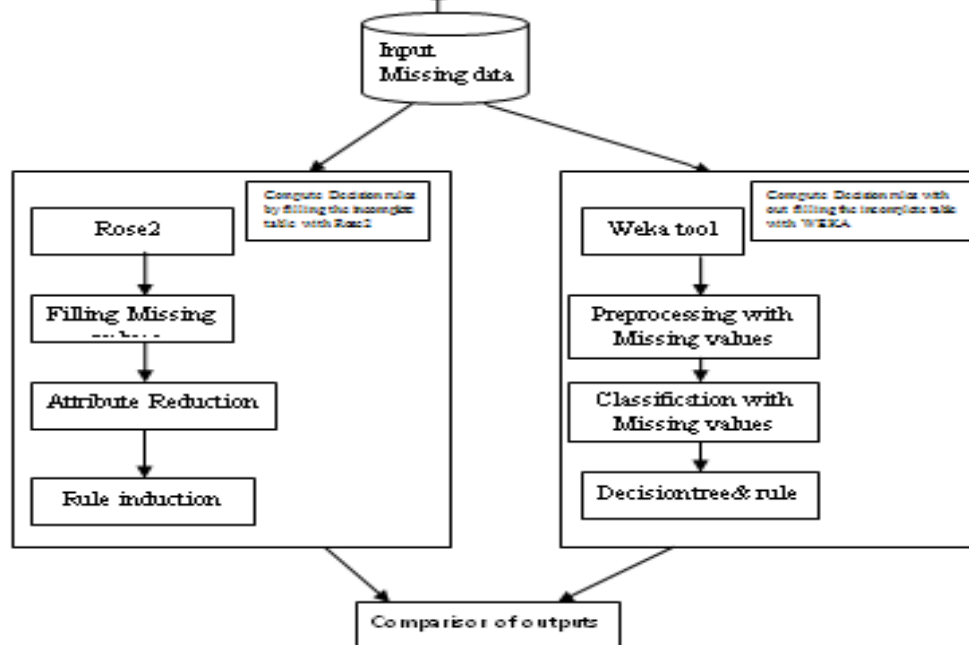 Input
Missing data
Compute Decision rules
by filling the incomplete
table with Rose2
Rose2
Filling Missing
Attribute Reduction
Rule induction
Compute Decision rules with
out filling the incomplete table
with WEKA
Weka tool
Preprocessing with
Missing values
Classification with
Missing values
Decisiontree& rule
Comparisor of outputs